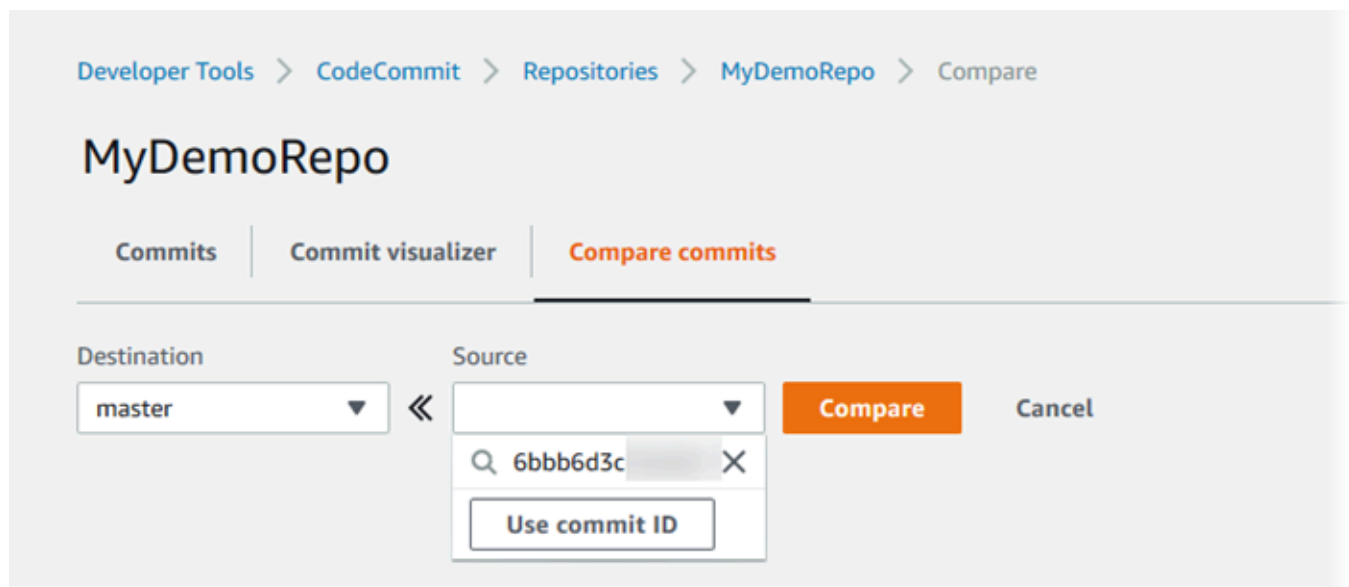 Developer Tools > CodeCommit > Repositories > MyDemoRepo > Compare
MyDemoRepo
Commits Commit visualizer Compare commits
Destination Source
master Compare Cancel
6bbb6d3c
Use commit ID